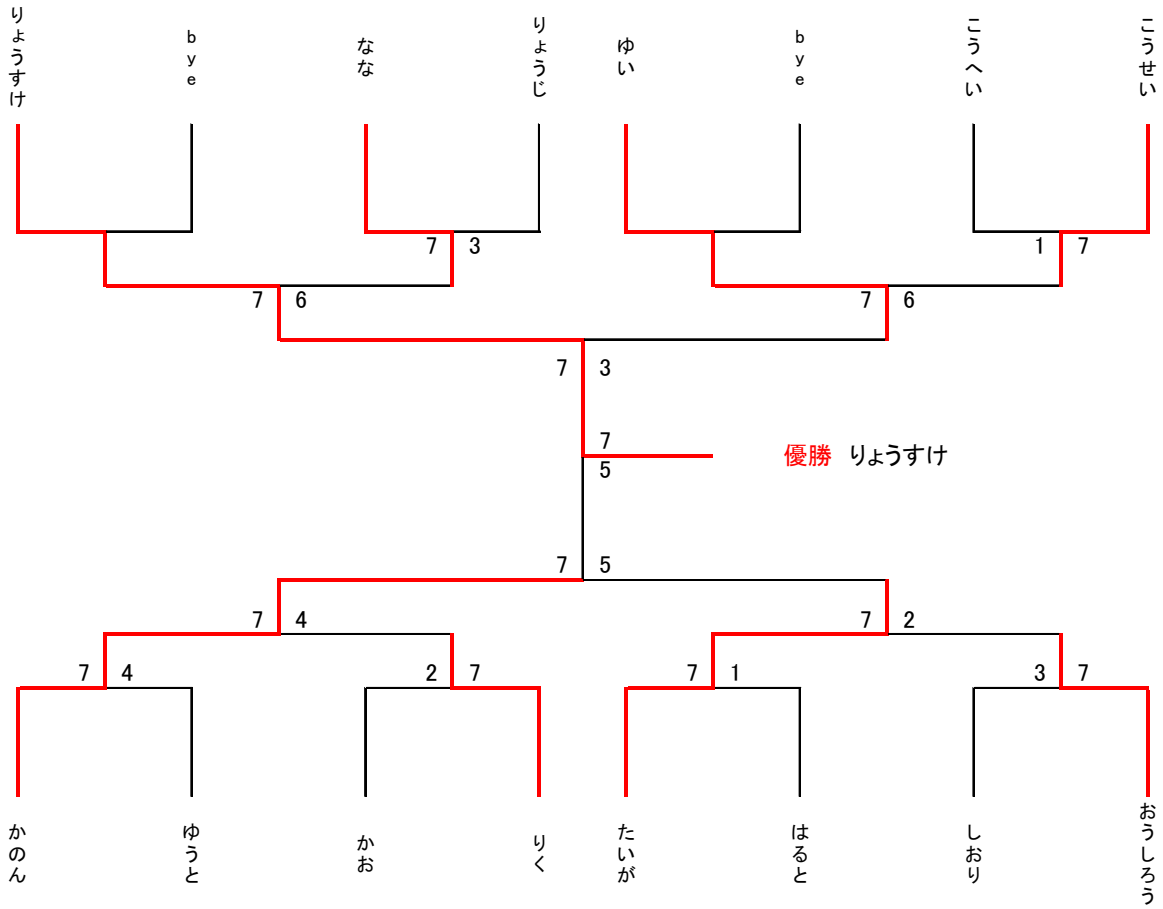 りょうすけ
bye
なな
りょうじ
ゆい
bye
こうへい
こうせい
7 3
1 7
7 6
7 6
7 3
7
優勝 りょうすけ
5
7 5
7 4
7 2
7 4
2 7
7 1
3 7
かのん
ゆうと
かお
りく
たいが
はると
しおり
おうしろう